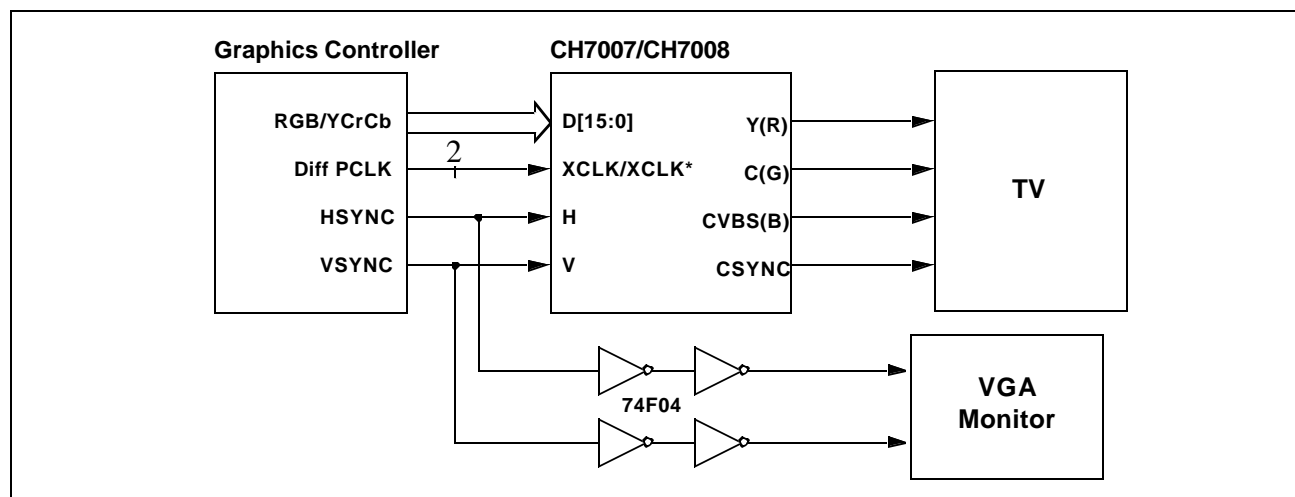 Graphics Controller
CH7007/CH7008
RGB/YCrCb
D[15:0]
Y(R)
2
Diff PCLK
XCLK/XCLK*
C(G)
TV
HSYNC
H
CVBS(B)
VSYNC
V
CSYNC
74F04
VGA
Monitor